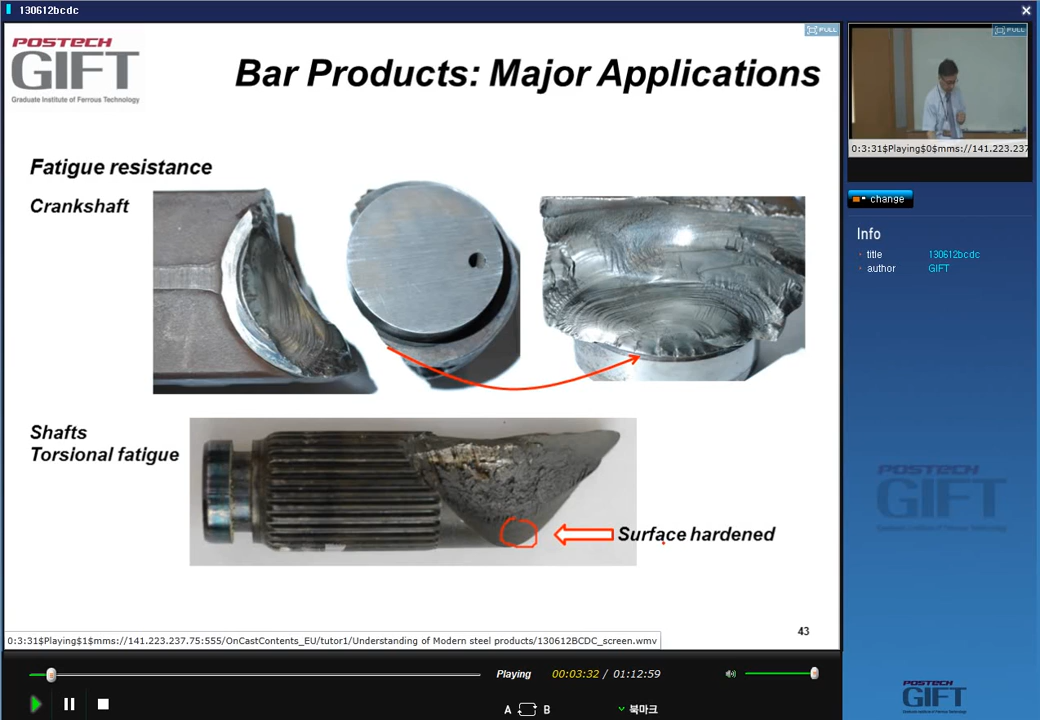 130612bcdc
POSTECH
GIFT
Graduate Institute of Ferrous Technology
FULL
Bar Products: Major Applications
Fatigue resistance
Crankshaft
Shafts
Torsional fatigue
Surface hardened
43
0:3:31$Playing$1$mms://141.223.237.75:555/OnCastContents_EU/tutor1/Understanding of Modern steel products/130612BCDC_screen.wmv
FULL
0:3:31$Playing$0$mms://141.223.237
change
Info
title 130612bcdc
author GIFT
POSTECH
GIFT
Playing 00:03:32 / 01:12:59
A B
북마크
POSTECH
GIFT